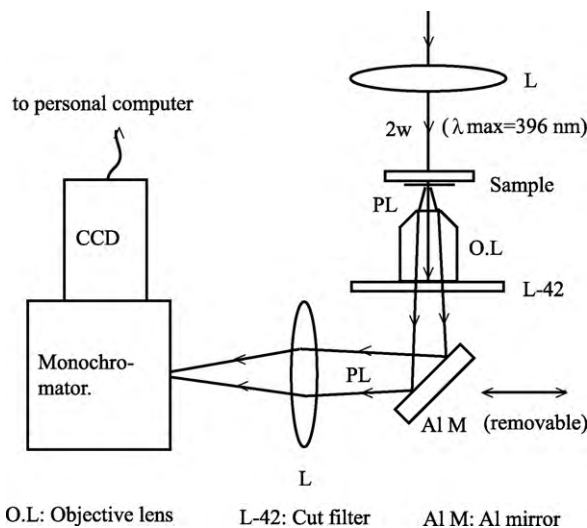 L
to personal computer
2w
(λ max=396 nm)
Sample
PL
CCD
O.L
L-42
Monochro-
mator.
PL
Al M
(removable)
L
O.L: Objective lens
L-42: Cut filter
Al M: Al mirror